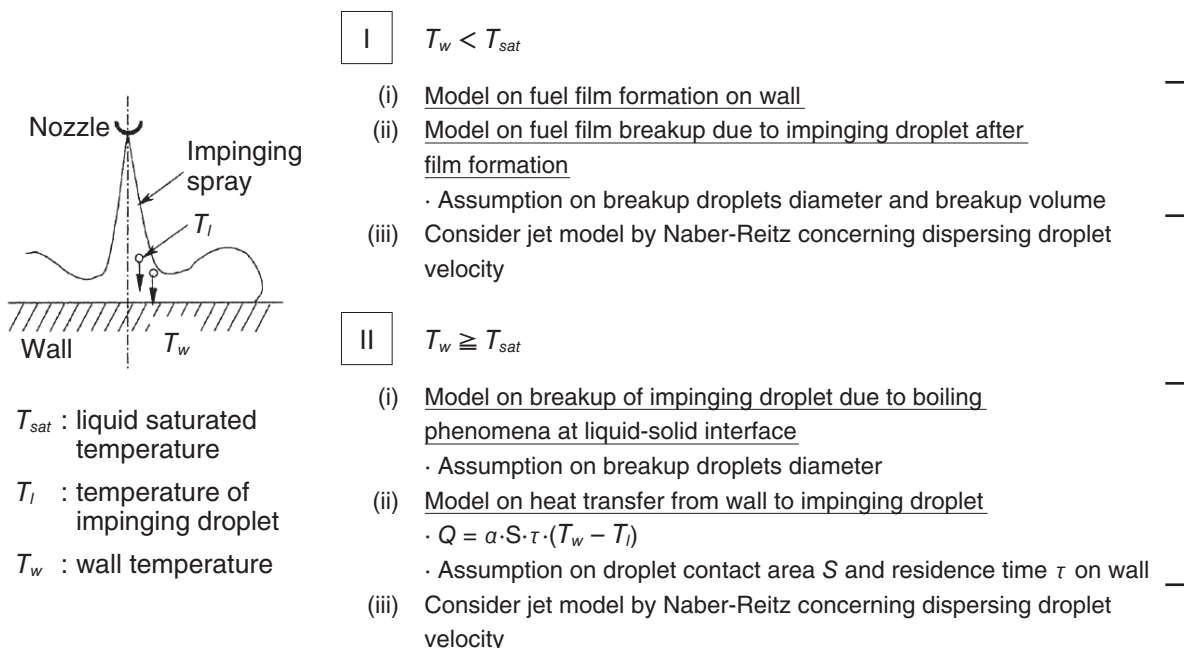 I
T_w < T_sat
(i) Model on fuel film formation on wall
(ii) Model on fuel film breakup due to impinging droplet after
film formation
· Assumption on breakup droplets diameter and breakup volume
(iii) Consider jet model by Naber-Reitz concerning dispersing droplet
velocity
Nozzle
Impinging
spray
T_l
Wall
T_w
II
T_w ≧ T_sat
(i) Model on breakup of impinging droplet due to boiling
phenomena at liquid-solid interface
· Assumption on breakup droplets diameter
(ii) Model on heat transfer from wall to impinging droplet
· Q = α·S·τ·(T_w – T_l)
· Assumption on droplet contact area S and residence time τ on wall
(iii) Consider jet model by Naber-Reitz concerning dispersing droplet
velocity
T_sat : liquid saturated
temperature
T_l : temperature of
impinging droplet
T_w : wall temperature